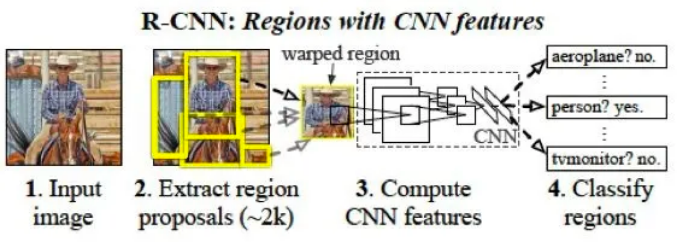 R-CNN: Regions with CNN features
warped region
aeroplane? no.
⋮
person? yes.
⋮
tvmonitor? no.
CNN
1. Input
image
2. Extract region
proposals (~2k)
3. Compute
CNN features
4. Classify
regions